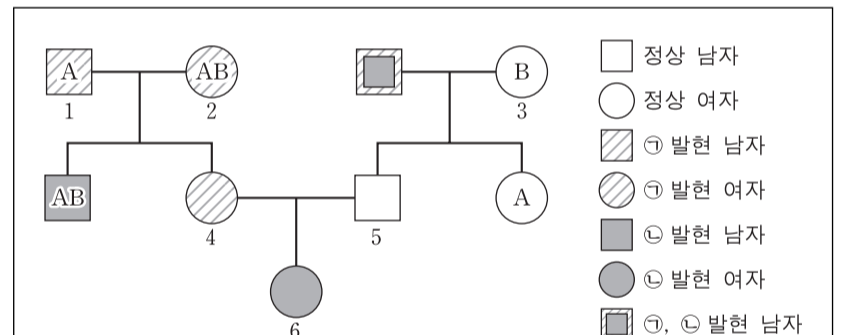 A
AB
B
1
2
3
AB
A
4
5
6
정상 남자
정상 여자
㉠ 발현 남자
㉠ 발현 여자
㉡ 발현 남자
㉡ 발현 여자
㉠, ㉡ 발현 남자